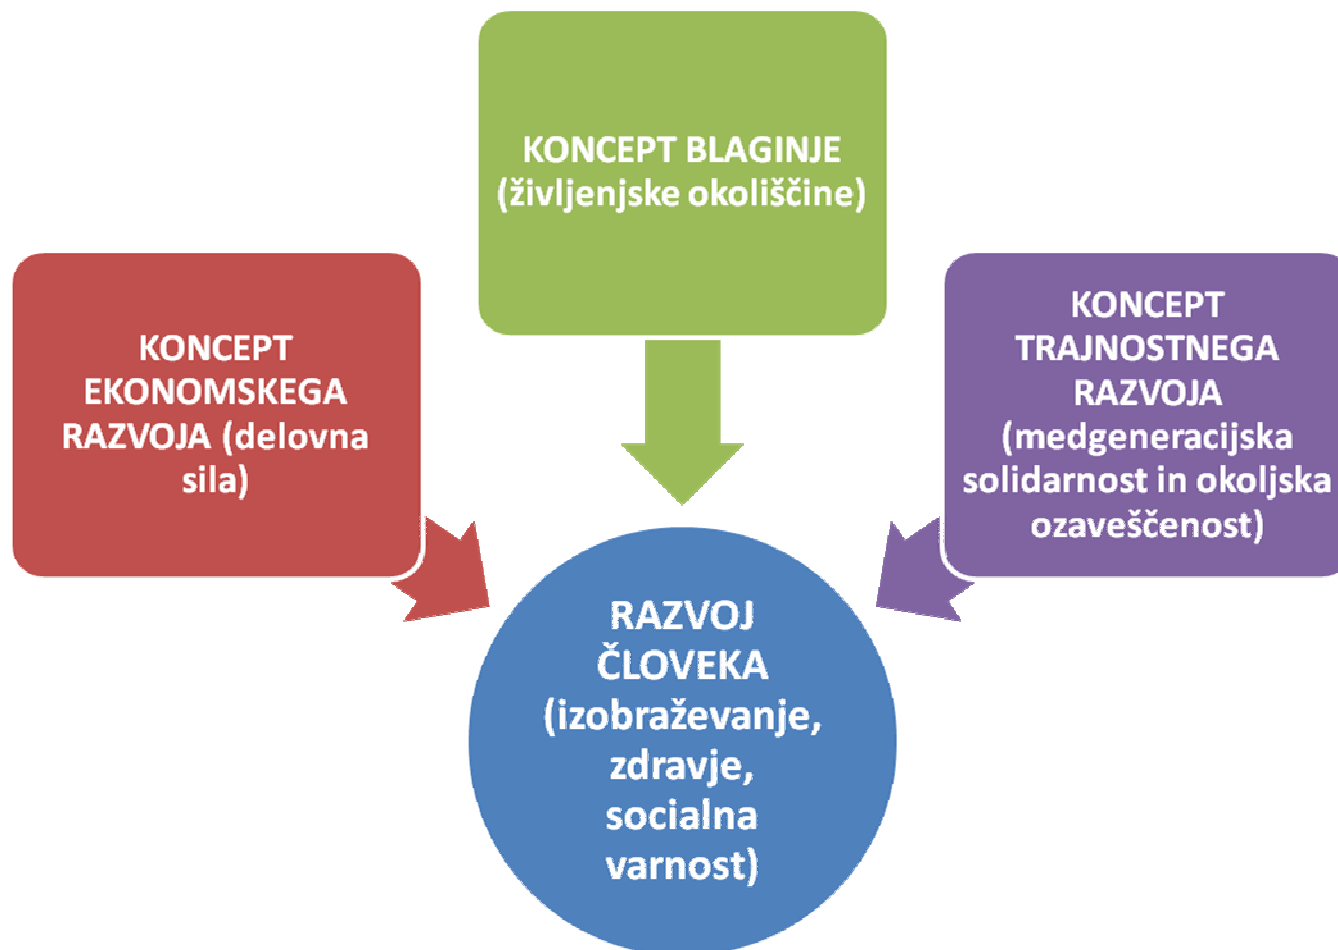 KONCEPT BLAGINJE
(življenjske okoliščine)
KONCEPT
EKONOMSKEGA
RAZVOJA (delovna
sila)
KONCEPT
TRAJNOSTNEGA
RAZVOJA
(medgeneracijska
solidarnost in okoljska
ozaveščenost)
RAZVOJ
ČLOVEKA
(izobraževanje,
zdravje,
socialna
varnost)